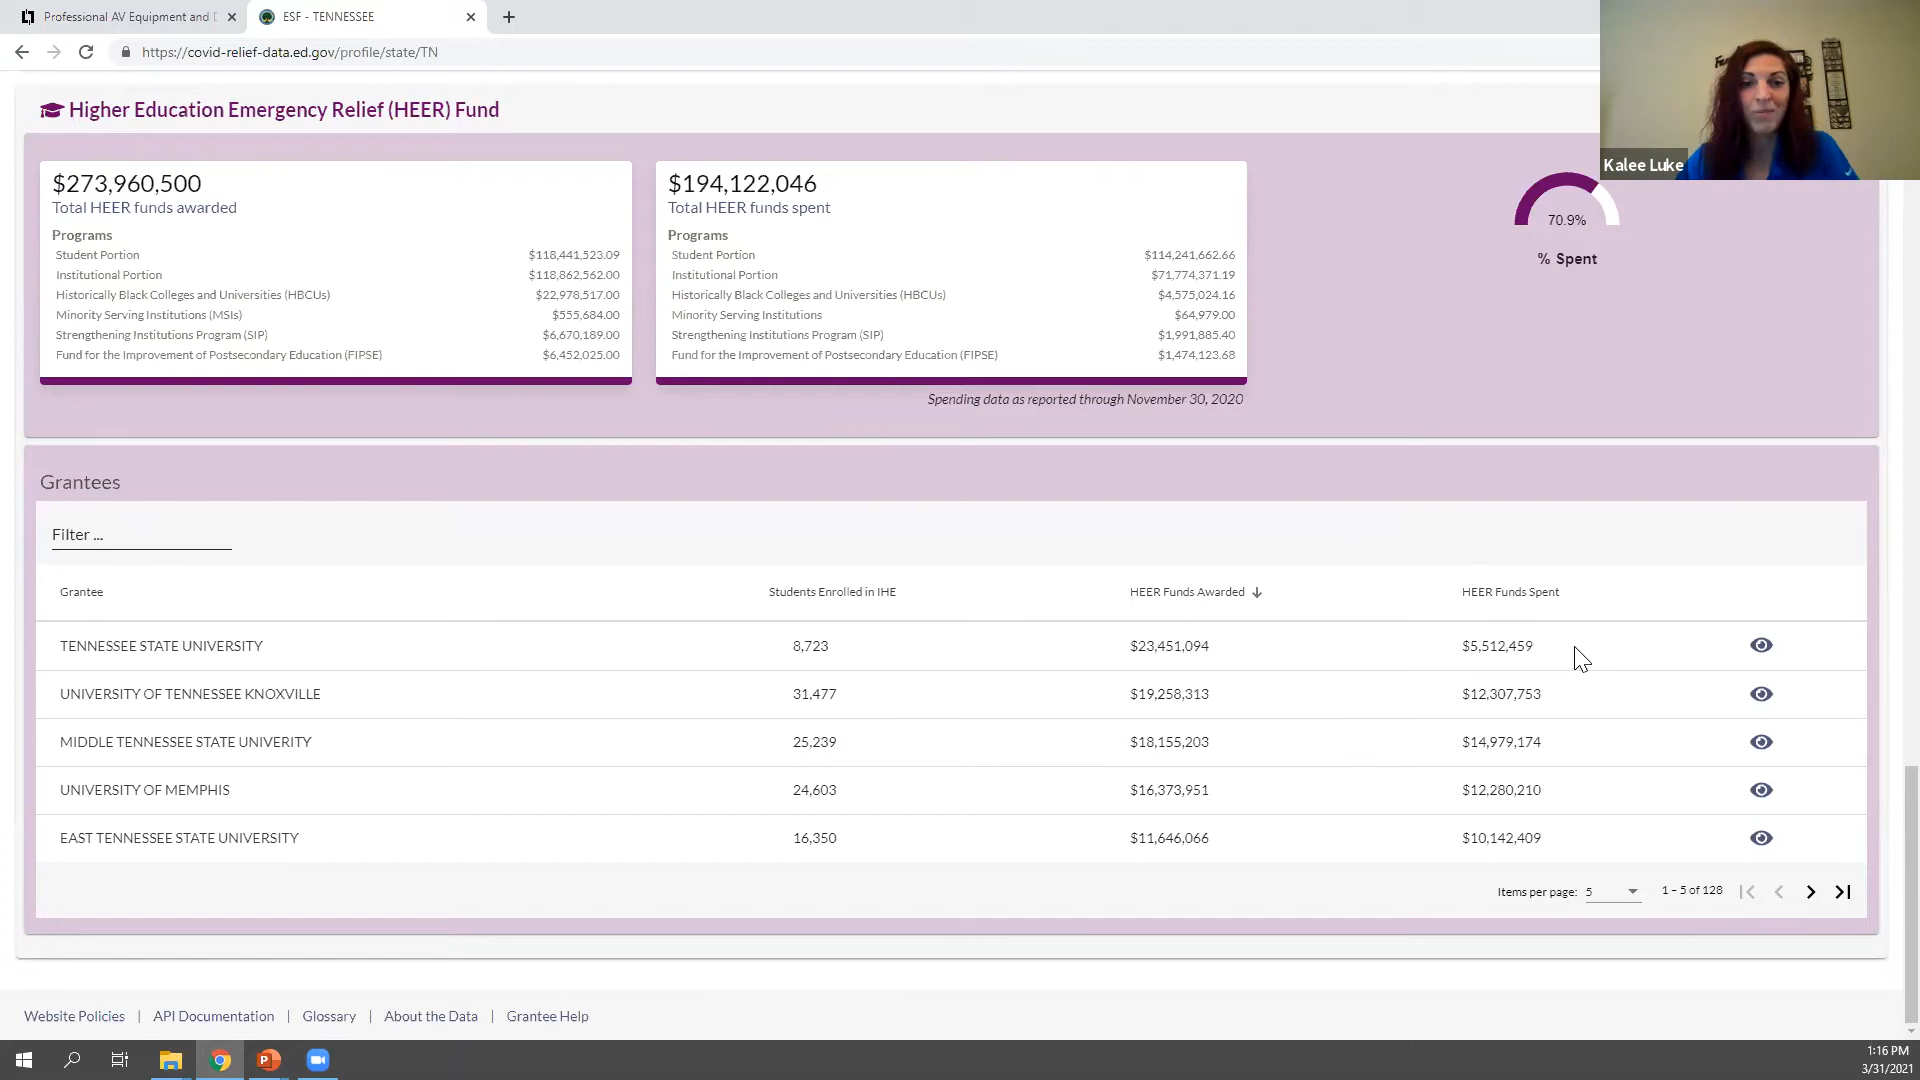 Professional AV Equipment and
ESF - TENNESSEE
https://covid-relief-data.ed.gov/profile/state/TN
Kalee Luke
Higher Education Emergency Relief (HEER) Fund
$273,960,500
Total HEER funds awarded
Programs
Student Portion $118,441,523.09
Institutional Portion $118,862,562.00
Historically Black Colleges and Universities (HBCUs) $22,978,517.00
Minority Serving Institutions (MSIs) $555,684.00
Strengthening Institutions Program (SIP) $6,670,189.00
Fund for the Improvement of Postsecondary Education (FIPSE) $6,452,025.00
$194,122,046
Total HEER funds spent
Programs
Student Portion $114,241,662.66
Institutional Portion $71,774,371.19
Historically Black Colleges and Universities (HBCUs) $4,575,024.16
Minority Serving Institutions $64,979.00
Strengthening Institutions Program (SIP) $1,991,885.40
Fund for the Improvement of Postsecondary Education (FIPSE) $1,474,123.68
Spending data as reported through November 30, 2020
70.9%
% Spent
Grantees
Filter ...
Grantee Students Enrolled in IHE HEER Funds Awarded HEER Funds Spent
TENNESSEE STATE UNIVERSITY 8,723 $23,451,094 $5,512,459
UNIVERSITY OF TENNESSEE KNOXVILLE 31,477 $19,258,313 $12,307,753
MIDDLE TENNESSEE STATE UNIVERITY 25,239 $18,155,203 $14,979,174
UNIVERSITY OF MEMPHIS 24,603 $16,373,951 $12,280,210
EAST TENNESSEE STATE UNIVERSITY 16,350 $11,646,066 $10,142,409
Items per page: 5 1 – 5 of 128
Website Policies | API Documentation | Glossary | About the Data | Grantee Help
1:16 PM
3/31/2021